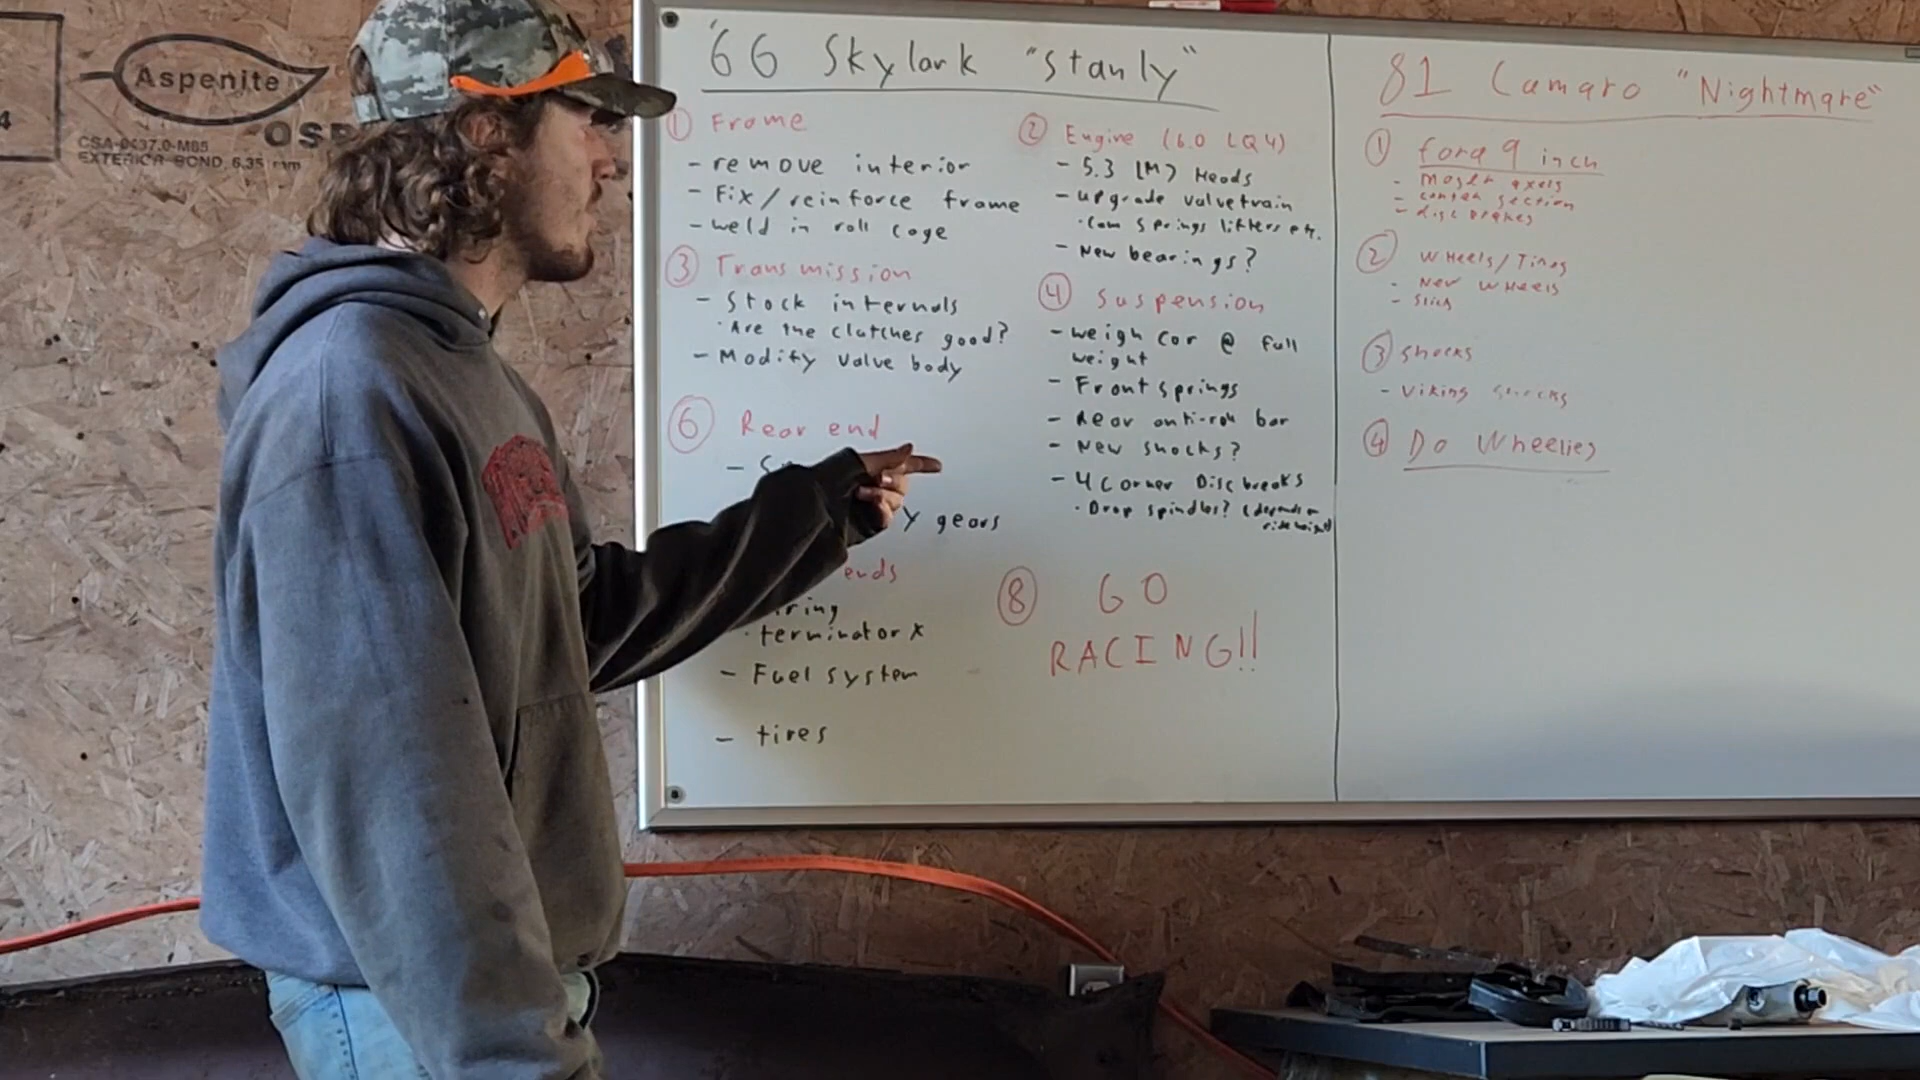 4
Aspenite
OSB
CSA-0437.0-M85
EXTERIOR BOND 6.35 mm
'66 Skylark "Stanly"
① Frame
- remove interior
- Fix/reinforce frame
- weld in roll cage
③ Transmission
- Stock internals
· Are the clutches good?
- Modify valve body
⑥ Rear end
gears
ends
terminator x
- Fuel system
- tires
② Engine (6.0 LQ4)
- 5.3 LM7 Heads
- upgrade valvetrain
· Cam springs lifters etc.
- New bearings?
④ Suspension
- weigh car @ full
weight
- Front springs
- Rear anti-roll bar
- New shocks?
- 4 Corner Disc breaks
· Drop spindles? (depends on
ride height)
⑧ GO
RACING!!
81 Camaro "Nightmare"
① ford 9 inch
- Moser axels
- center section
- disc brakes
② Wheels/Tires
- New wheels
- slick
③ Shocks
- Viking shocks
④ Do Wheelies